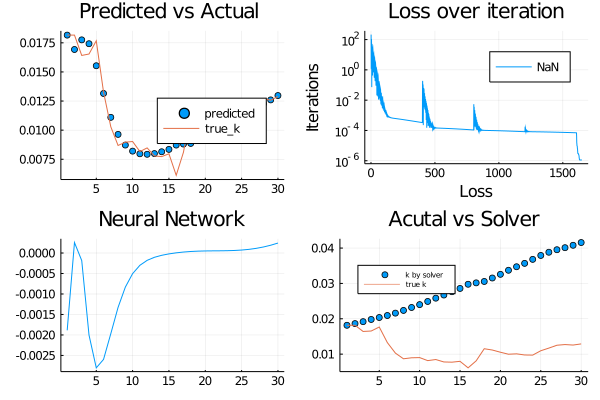 Predicted vs Actual
0.0175
0.0150
0.0125
0.0100
0.0075
predicted
true_k
5 10 15 20 25 30
Loss over iteration
Iterations
10² 
10⁰
10⁻²
10⁻⁴
10⁻⁶
NaN
0 500 1000 1500
Loss
Neural Network
0.0000
-0.0005
-0.0010
-0.0015
-0.0020
-0.0025
5 10 15 20 25 30
Acutal vs Solver
0.04
0.03
0.02
0.01
k by solver
true k
5 10 15 20 25 30